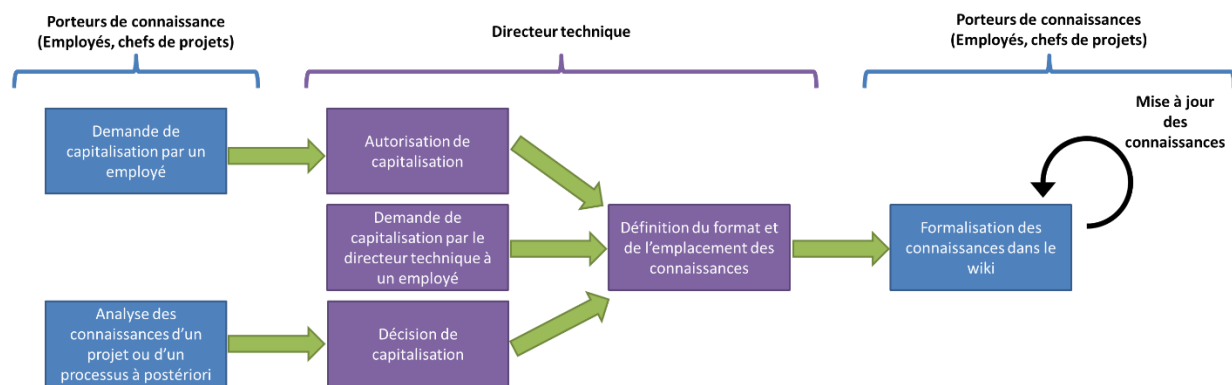 Porteurs de connaissance
(Employés, chefs de projets)
Directeur technique
Porteurs de connaissances
(Employés, chefs de projets)
Mise à jour
des
connaissances
Demande de
capitalisation par un
employé
Autorisation de
capitalisation
Demande de
capitalisation par le
directeur technique à
un employé
Définition du format et
de l’emplacement des
connaissances
Formalisation des
connaissances dans le
wiki
Analyse des
connaissances d’un
projet ou d’un
processus à postériori
Décision de
capitalisation